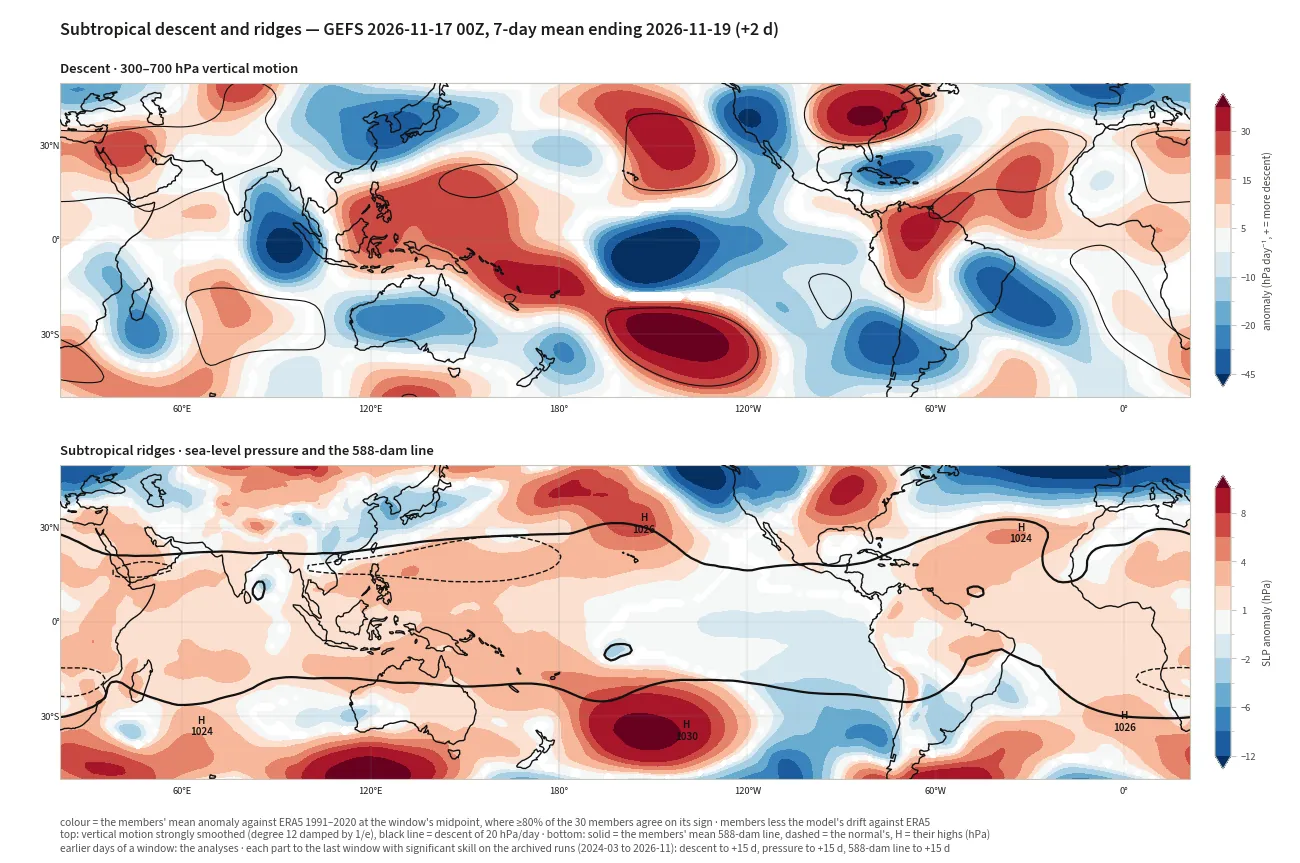 Subtropical descent and ridges — GEFS 2026-11-17 00Z, 7-day mean ending 2026-11-19 (+2 d)
Descent · 300–700 hPa vertical motion
30°N
0°
30°S
60°E
120°E
180°
120°W
60°W
0°
30
15
5
−10
−20
−45
anomaly (hPa day⁻¹, + = more descent)
Subtropical ridges · sea-level pressure and the 588-dam line
30°N
0°
30°S
H
1026
H
1024
H
1024
H
1030
H
1026
60°E
120°E
180°
120°W
60°W
0°
8
4
1
−2
−6
−12
SLP anomaly (hPa)
colour = the members' mean anomaly against ERA5 1991–2020 at the window's midpoint, where ≥80% of the 30 members agree on its sign · members less the model's drift against ERA5
top: vertical motion strongly smoothed (degree 12 damped by 1/e), black line = descent of 20 hPa/day · bottom: solid = the members' mean 588-dam line, dashed = the normal's, H = their highs (hPa)
earlier days of a window: the analyses · each part to the last window with significant skill on the archived runs (2024-03 to 2026-11): descent to +15 d, pressure to +15 d, 588-dam line to +15 d